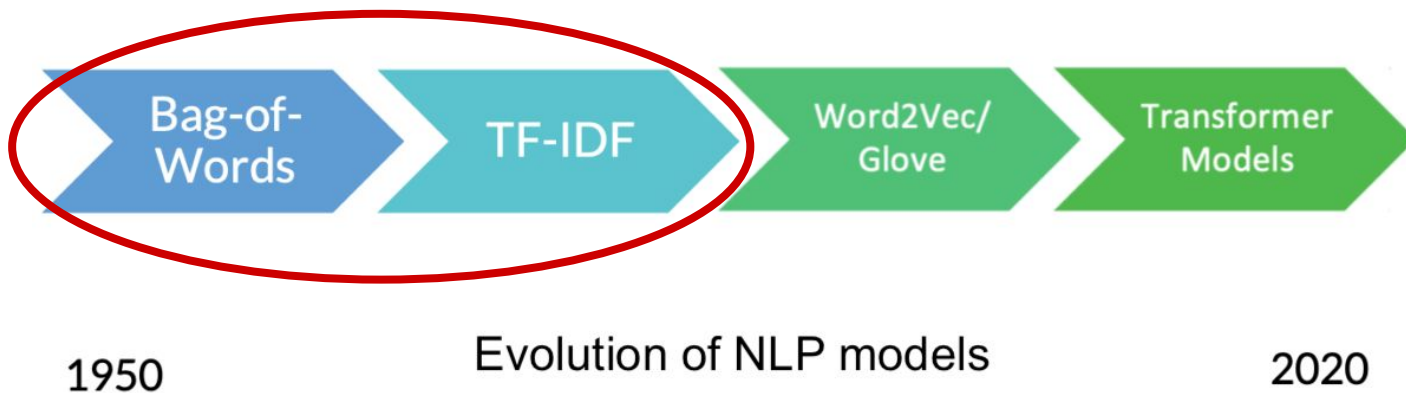 Bag-of-
Words
TF-IDF
Word2Vec/
Glove
Transformer
Models
Evolution of NLP models
1950
2020